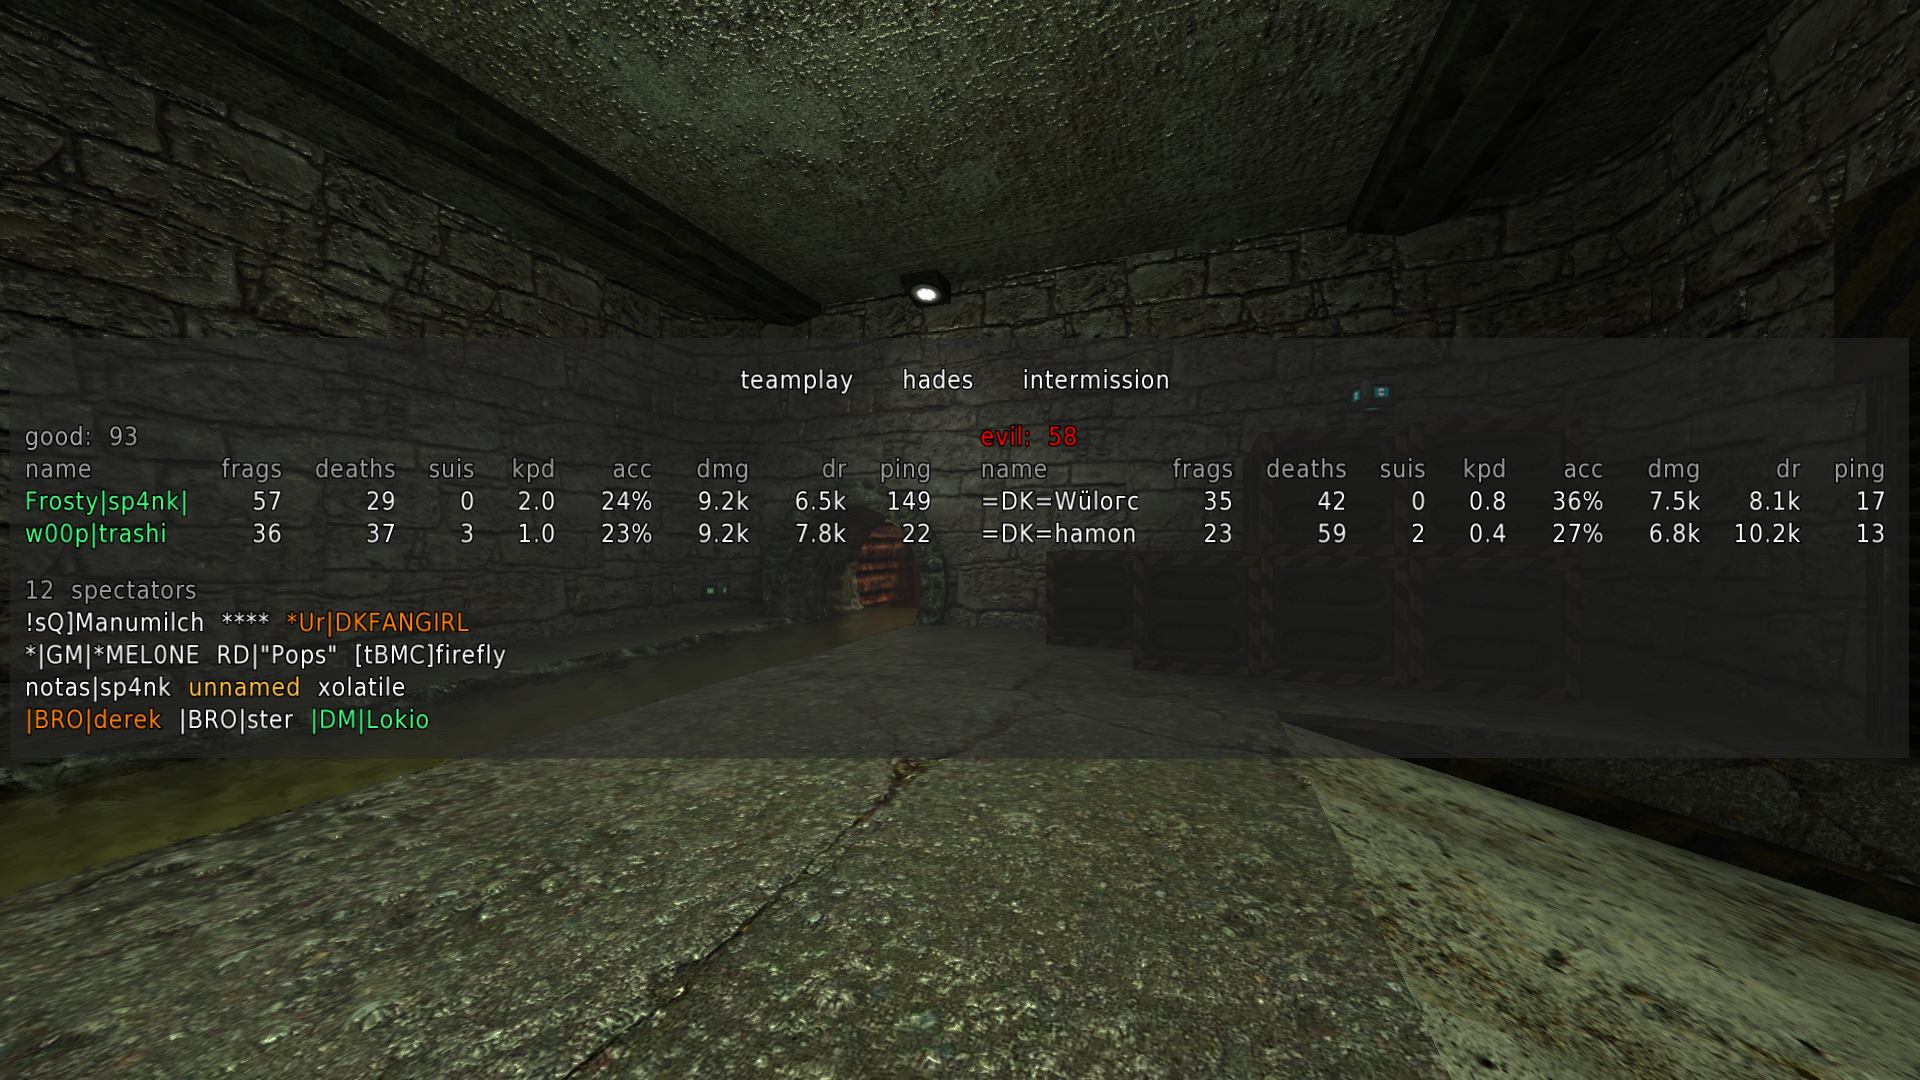 teamplay hades intermission
good: 93
name frags deaths suis kpd acc dmg dr ping
Frosty|sp4nk| 57 29 0 2.0 24% 9.2k 6.5k 149
w00p|trashi 36 37 3 1.0 23% 9.2k 7.8k 22
evil: 58
name frags deaths suis kpd acc dmg dr ping
=DK=Wülorc 35 42 0 0.8 36% 7.5k 8.1k 17
=DK=hamon 23 59 2 0.4 27% 6.8k 10.2k 13
12 spectators
!sQ]Manumilch **** *Ur|DKFANGIRL
*|GM|*MEL0NE RD|"Pops" [tBMC]firefly
notas|sp4nk unnamed xolatile
|BRO|derek |BRO|ster |DM|Lokio